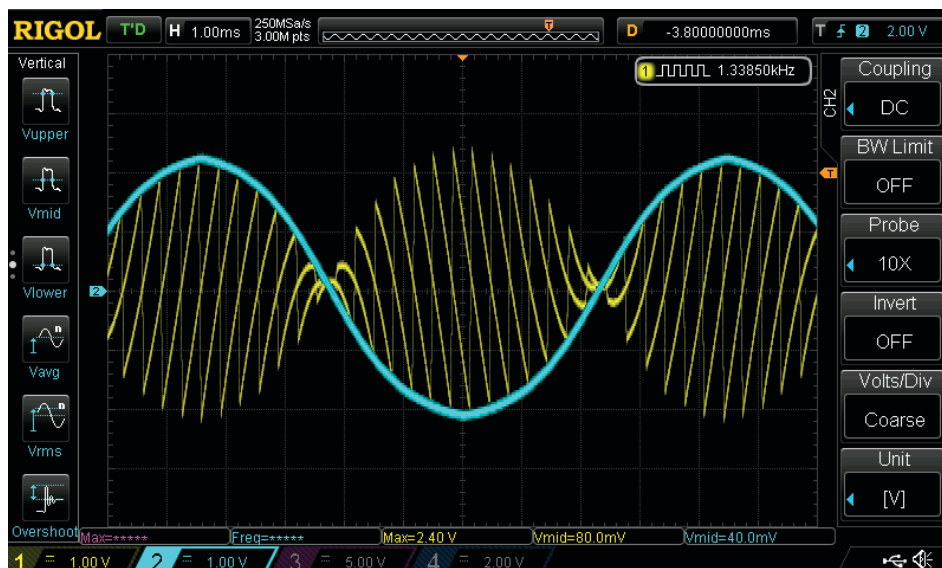 RIGOL T'D H 1.00ms 250MSa/s 3.00M pts T D -3.80000000ms T 2 2.00 V
Vertical
Vupper
Vmid
Vlower
Vavg
n
Vrms
n
Overshoot
1 1.33850kHz
2
T
CH2
Coupling
DC
BW Limit
OFF
Probe
10X
Invert
OFF
Volts/Div
Coarse
Unit
[V]
Max=***** Freq=***** Max=2.40 V Vmid=80.0mV Vmid=40.0mV
1 = 1.00 V 2 = 1.00 V 3 = 5.00 V 4 = 2.00 V